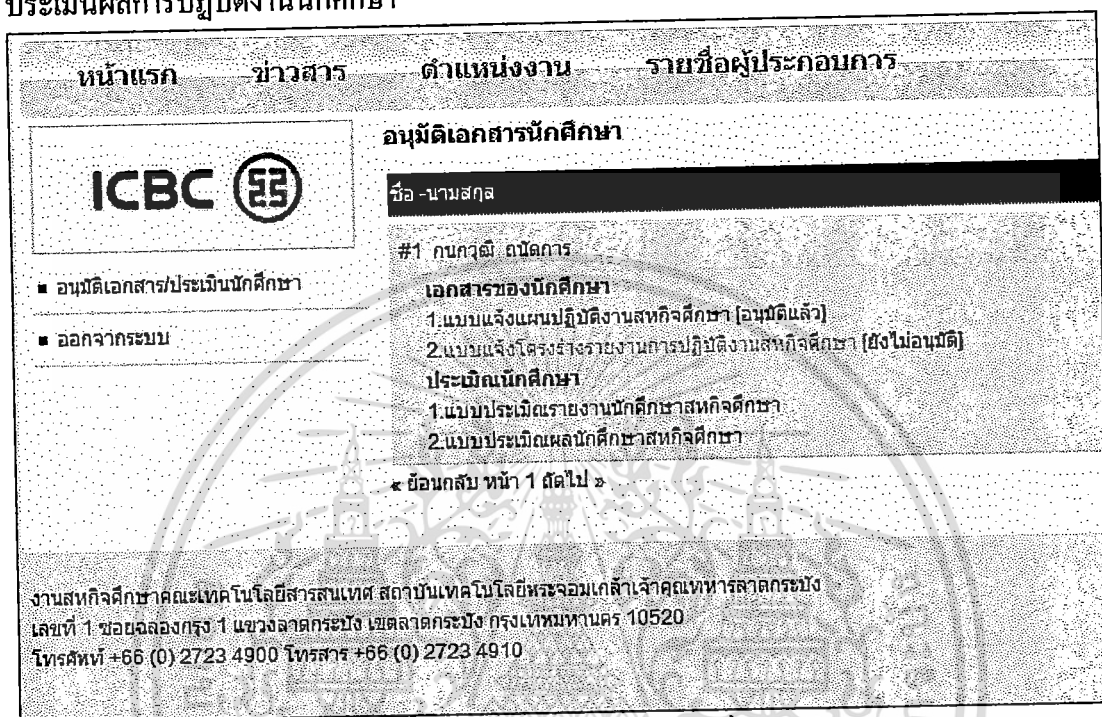 ประเมินผลการปฏิบัติงานนักศึกษา
หน้าแรก ข่าวสาร ตำแหน่งงาน รายชื่อผู้ประกอบการ
ICBC
อนุมัติเอกสาร/ประเมินนักศึกษา
ออกจากระบบ
อนุมัติเอกสารนักศึกษา
ชื่อ -นามสกุล
#1 กนกวุฒิ ถนัดการ
เอกสารของนักศึกษา
1.แบบแจ้งแผนปฏิบัติงานสหกิจศึกษา [อนุมัติแล้ว]
2.แบบแจ้งโครงร่างรายงานการปฏิบัติงานสหกิจศึกษา [ยังไม่อนุมัติ]
ประเมิณนักศึกษา
1.แบบประเมิณรายงานนักศึกษาสหกิจศึกษา
2.แบบประเมิณผลนักศึกษาสหกิจศึกษา
« ย้อนกลับ หน้า 1 ถัดไป »
งานสหกิจศึกษาคณะเทคโนโลยีสารสนเทศ สถาบันเทคโนโลยีพระจอมเกล้าเจ้าคุณทหารลาดกระบัง
เลขที่ 1 ซอยฉลองกรุง 1 แขวงลาดกระบัง เขตลาดกระบัง กรุงเทพมหานคร 10520
โทรศัพท์ +66 (0) 2723 4900 โทรสาร +66 (0) 2723 4910